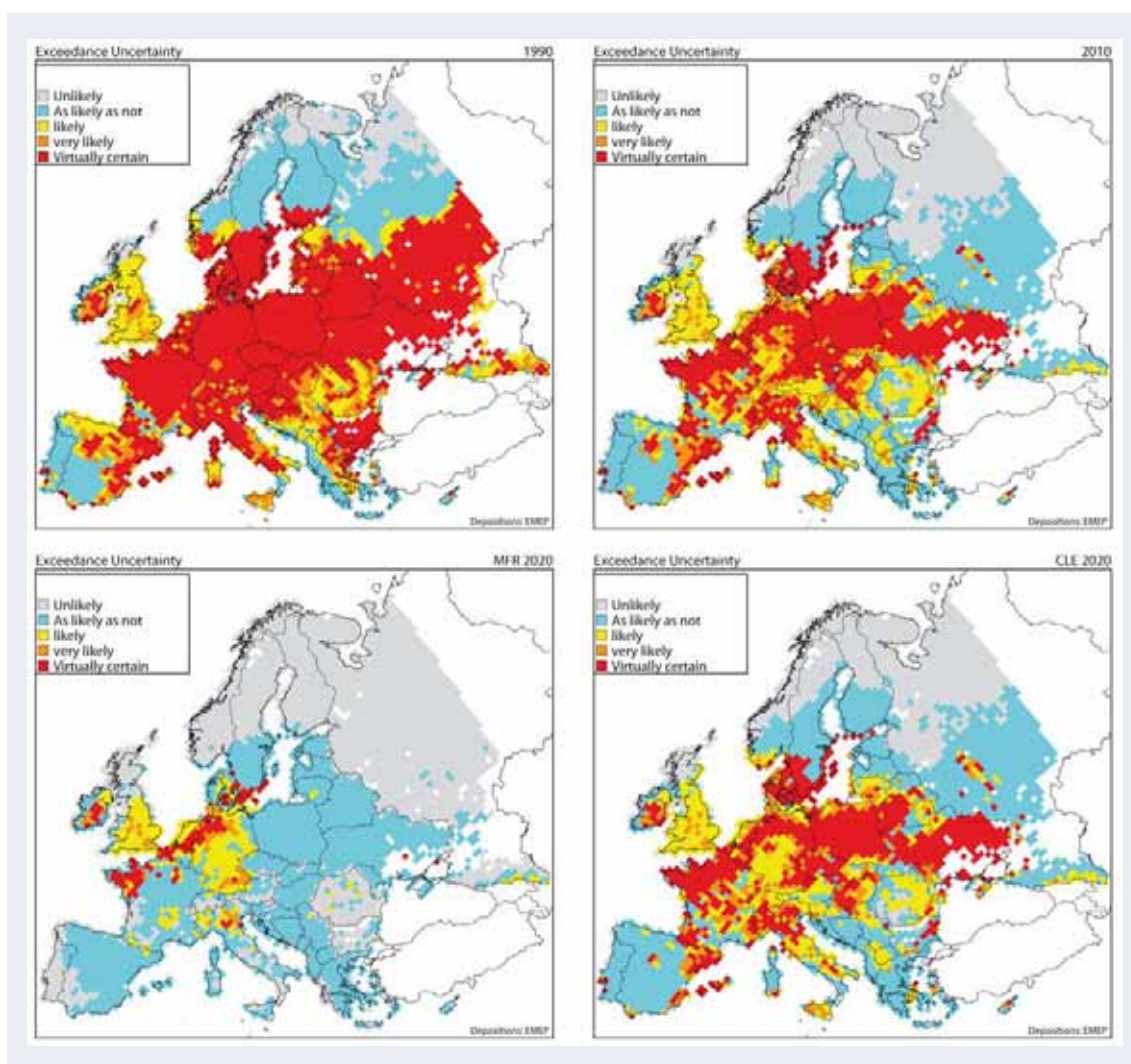 Exceedance Uncertainty 1990
Unlikely
As likely as not
likely
very likely
Virtually certain
Depositions: EMEP
Exceedance Uncertainty 2010
Unlikely
As likely as not
likely
very likely
Virtually certain
Depositions: EMEP
Exceedance Uncertainty MFR 2020
Unlikely
As likely as not
likely
very likely
Virtually certain
Depositions: EMEP
Exceedance Uncertainty CLE 2020
Unlikely
As likely as not
likely
very likely
Virtually certain
Depositions: EMEP